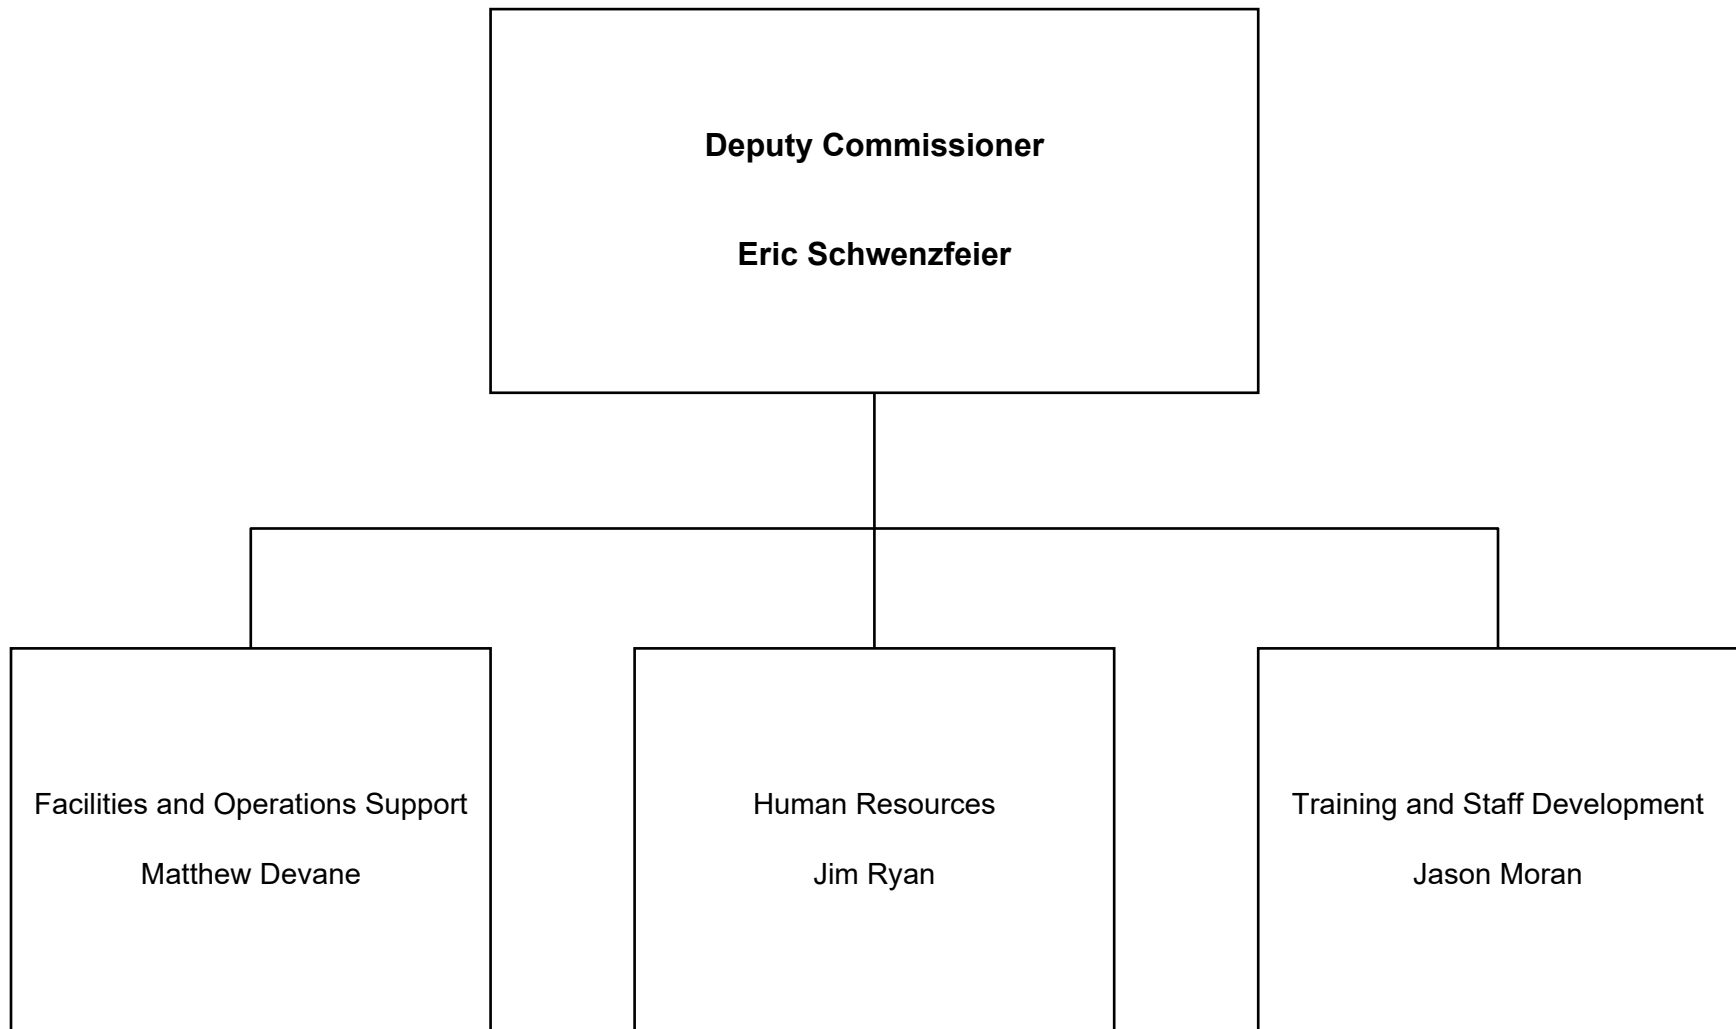 Deputy Commissioner
Eric Schwenzfeier
Facilities and Operations Support
Matthew Devane
Human Resources
Jim Ryan
Training and Staff Development
Jason Moran